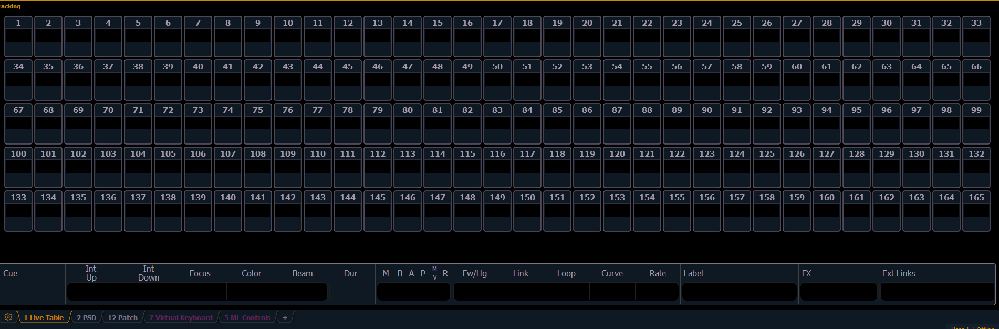 racking
1 2 3 4 5 6 7 8 9 10 11 12 13 14 15 16 17 18 19 20 21 22 23 24 25 26 27 28 29 30 31 32 33
34 35 36 37 38 39 40 41 42 43 44 45 46 47 48 49 50 51 52 53 54 55 56 57 58 59 60 61 62 63 64 65 66
67 68 69 70 71 72 73 74 75 76 77 78 79 80 81 82 83 84 85 86 87 88 89 90 91 92 93 94 95 96 97 98 99
100 101 102 103 104 105 106 107 108 109 110 111 112 113 114 115 116 117 118 119 120 121 122 123 124 125 126 127 128 129 130 131 132
133 134 135 136 137 138 139 140 141 142 143 144 145 146 147 148 149 150 151 152 153 154 155 156 157 158 159 160 161 162 163 164 165
Cue Int Up Int Down Focus Color Beam Dur M B A P MV R Fw/Hg Link Loop Curve Rate Label FX Ext Links
1 Live Table 2 PSD 12 Patch 7 Virtual Keyboard 5 ML Controls +